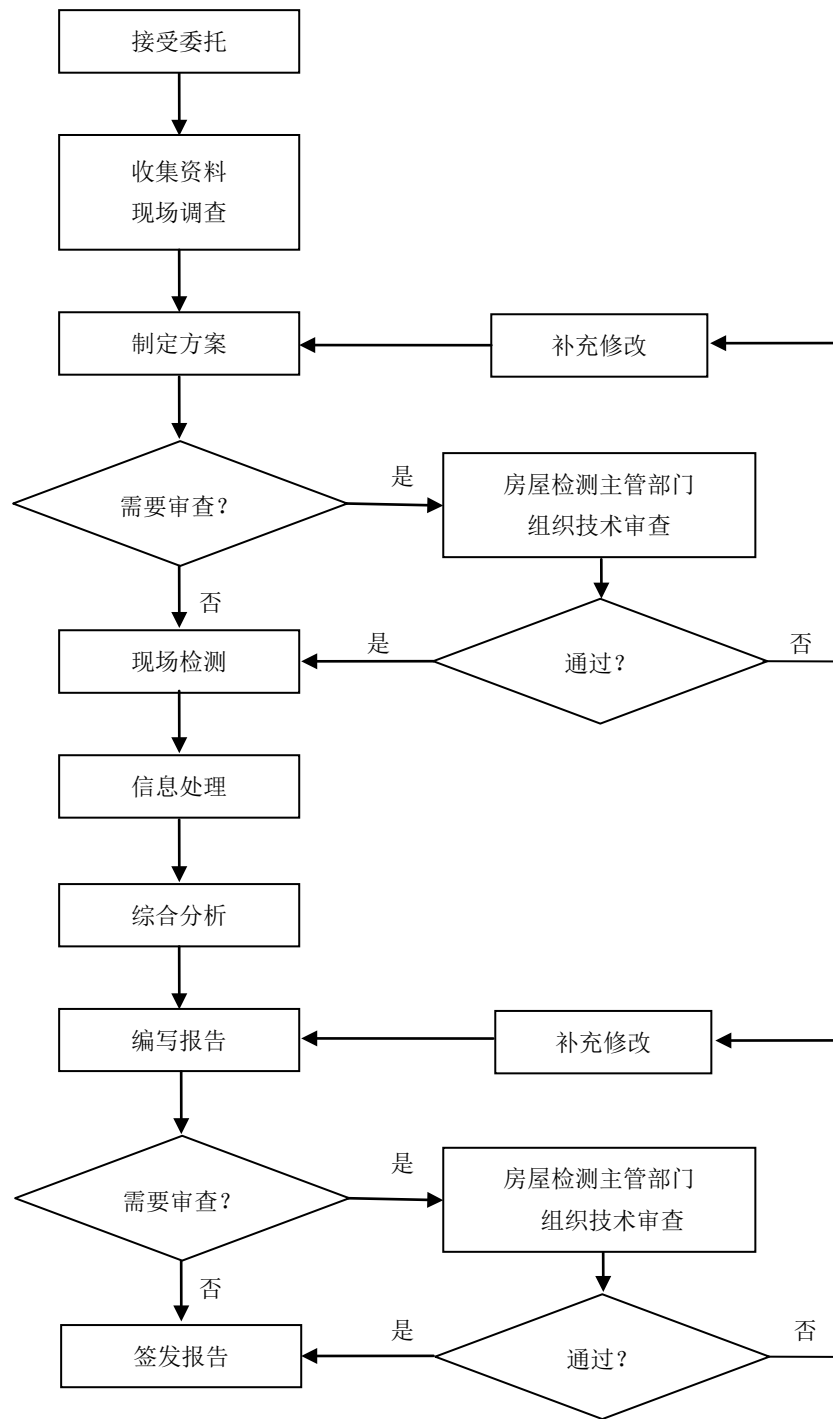 接受委托
收集资料
现场调查
制定方案
补充修改
需要审查？
是
房屋检测主管部门
组织技术审查
否
现场检测
是
通过？
否
信息处理
综合分析
编写报告
补充修改
需要审查？
是
房屋检测主管部门
组织技术审查
否
签发报告
是
通过？
否